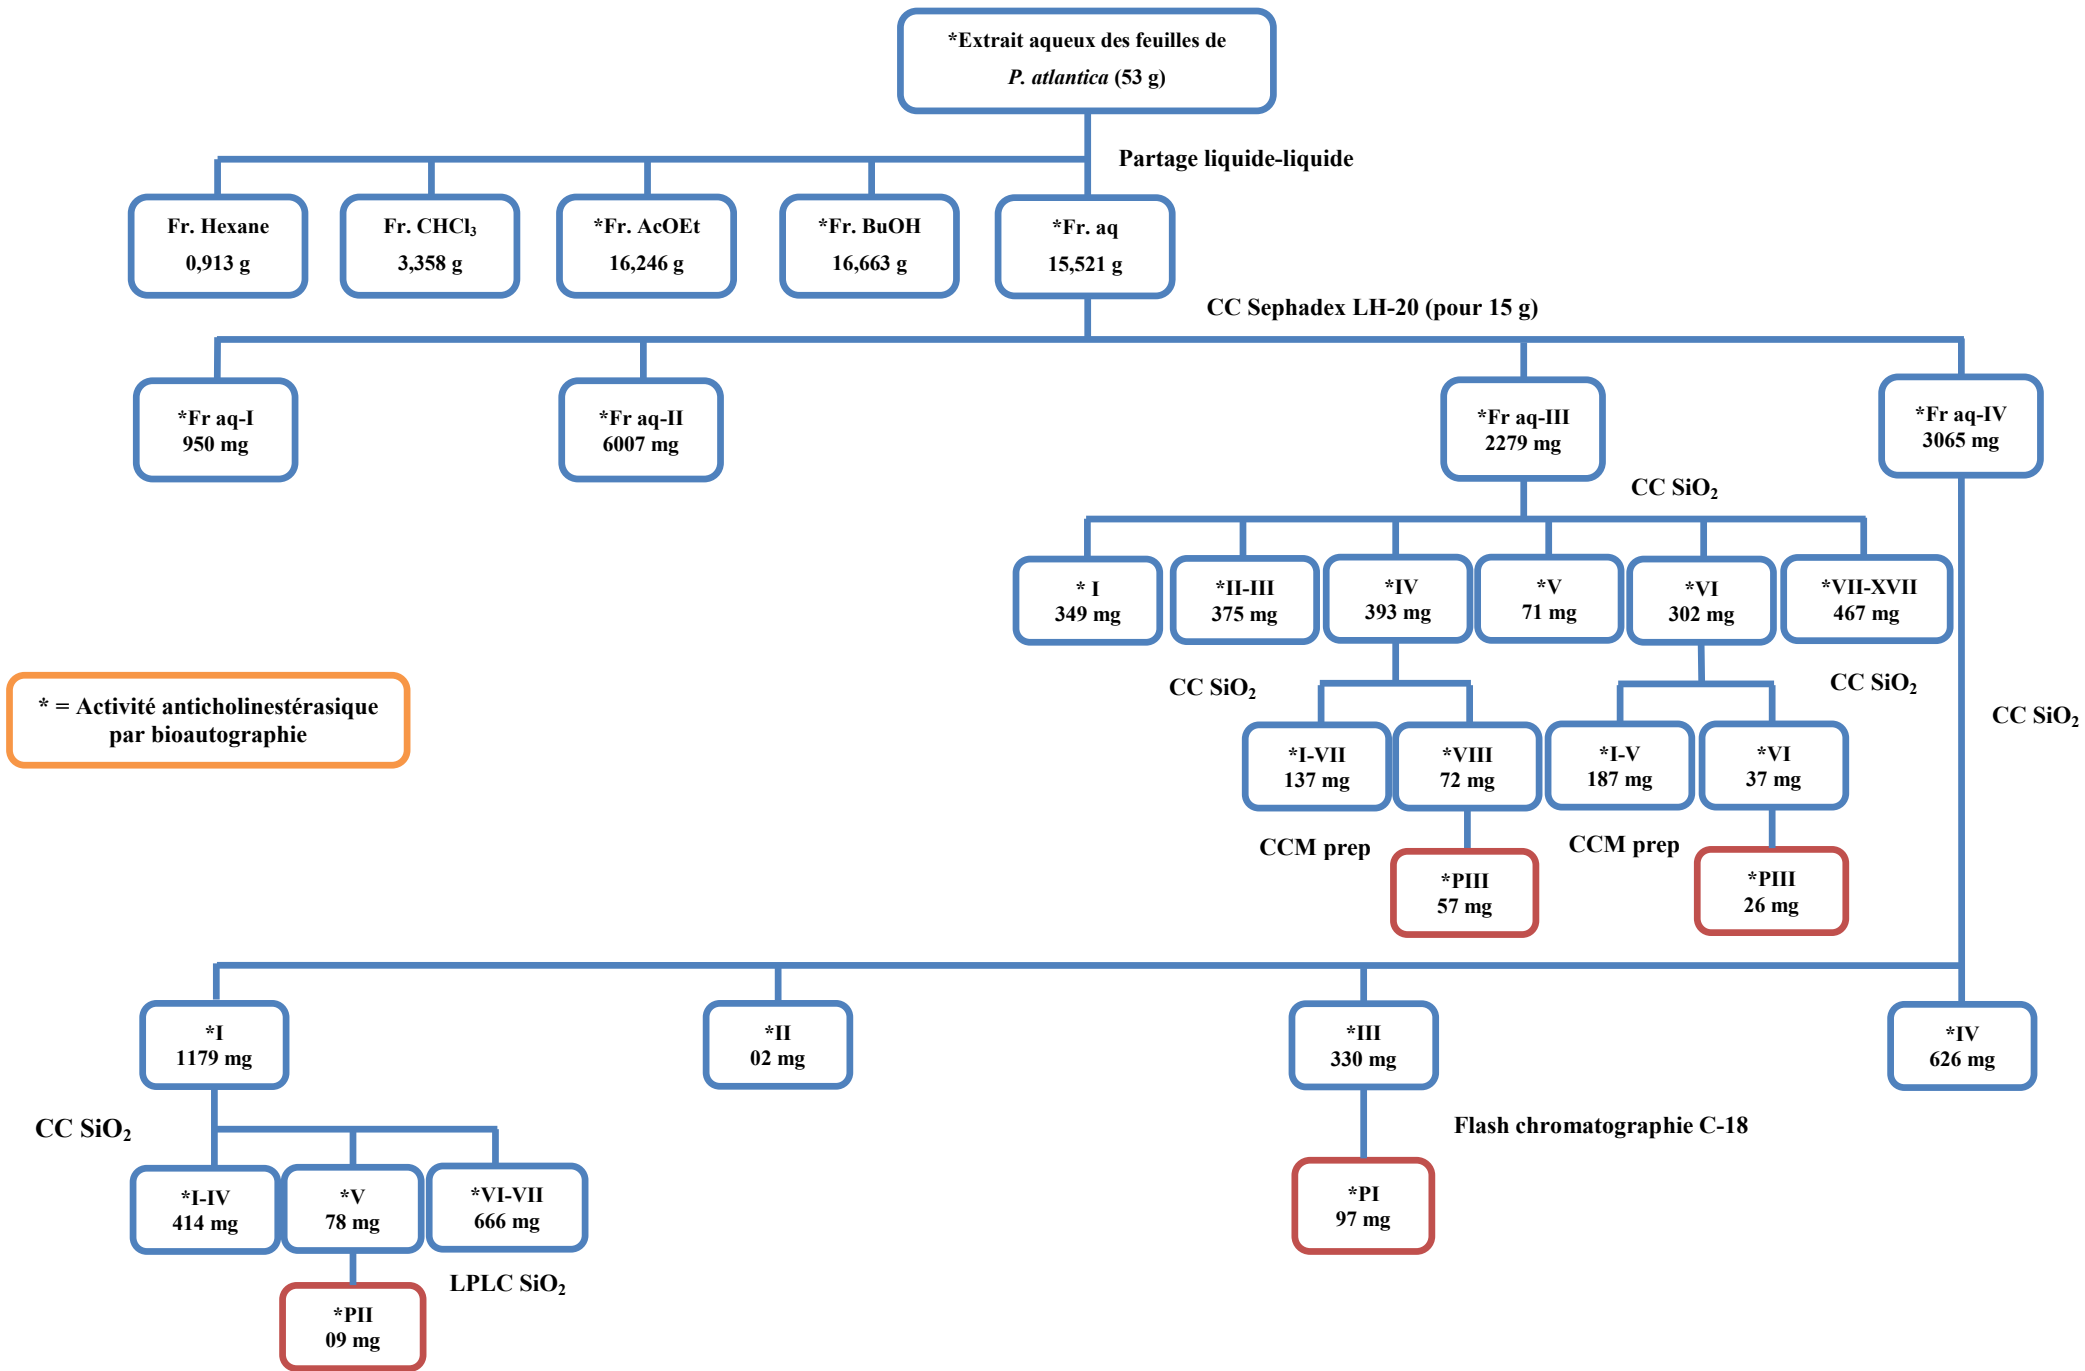 *Extrait aqueux des feuilles de
P. atlantica (53 g)
Partage liquide-liquide
Fr. Hexane
0,913 g
Fr. CHCl₃
3,358 g
*Fr. AcOEt
16,246 g
*Fr. BuOH
16,663 g
*Fr. aq
15,521 g
CC Sephadex LH-20 (pour 15 g)
*Fr aq-I
950 mg
*Fr aq-II
6007 mg
*Fr aq-III
2279 mg
*Fr aq-IV
3065 mg
CC SiO₂
* I
349 mg
*II-III
375 mg
*IV
393 mg
*V
71 mg
*VI
302 mg
*VII-XVII
467 mg
CC SiO₂
CC SiO₂
CC SiO₂
* = Activité anticholinestérasique
par bioautographie
*I-VII
137 mg
*VIII
72 mg
*I-V
187 mg
*VI
37 mg
CCM prep
CCM prep
*PIII
57 mg
*PIII
26 mg
*I
1179 mg
*II
02 mg
*III
330 mg
*IV
626 mg
CC SiO₂
Flash chromatographie C-18
*I-IV
414 mg
*V
78 mg
*VI-VII
666 mg
*PI
97 mg
LPLC SiO₂
*PII
09 mg